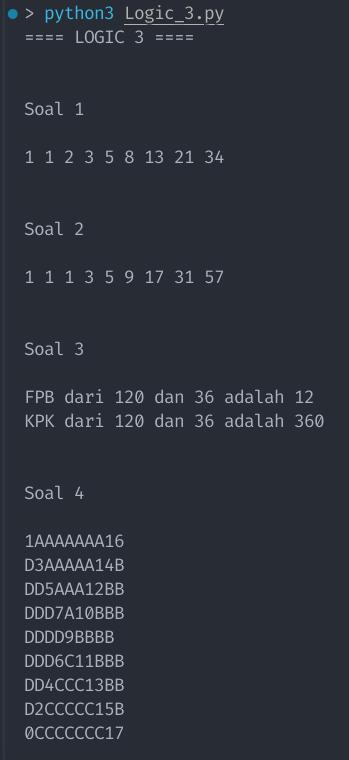 > python3 Logic_3.py
==== LOGIC 3 ====
Soal 1
1 1 2 3 5 8 13 21 34
Soal 2
1 1 1 3 5 9 17 31 57
Soal 3
FPB dari 120 dan 36 adalah 12
KPK dari 120 dan 36 adalah 360
Soal 4
1AAAAAAA16
D3AAAAA14B
DD5AAA12BB
DDD7A10BBB
DDDD9BBBB
DDD6C11BBB
DD4CCC13BB
D2CCCCC15B
0CCCCCCC17